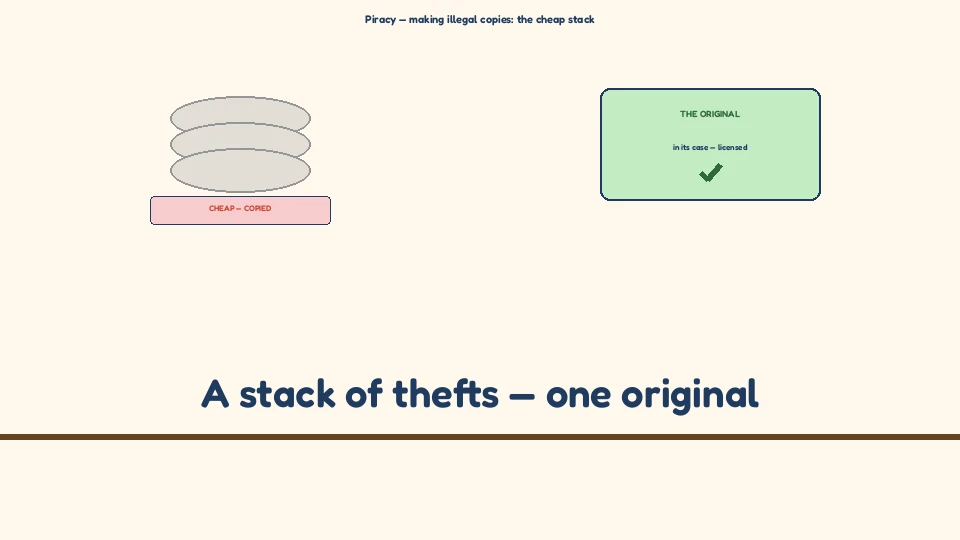 Piracy — making illegal copies: the cheap stack
THE ORIGINAL
in its case — licensed
CHEAP — COPIED
A stack of thefts — one original